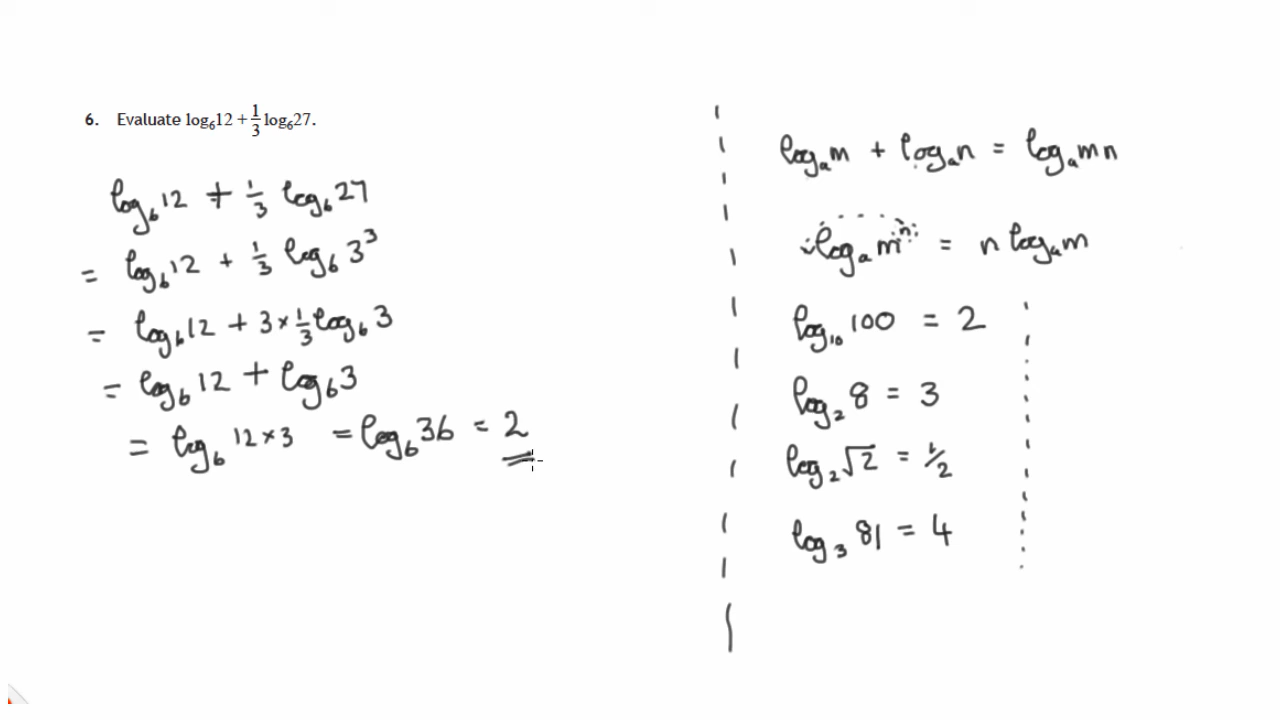 6. Evaluate log₆12 + 1/3 log₆27.
log₆12 + 1/3 log₆27
= log₆12 + 1/3 log₆3³
= log₆12 + 3 × 1/3 log₆3
= log₆12 + log₆3
= log₆12×3 = log₆36 = 2
logₐm + logₐn = logₐmn
logₐmⁿ = n logₐm
log₁₀100 = 2
log₂8 = 3
log₂√2 = 1/2
log₃81 = 4